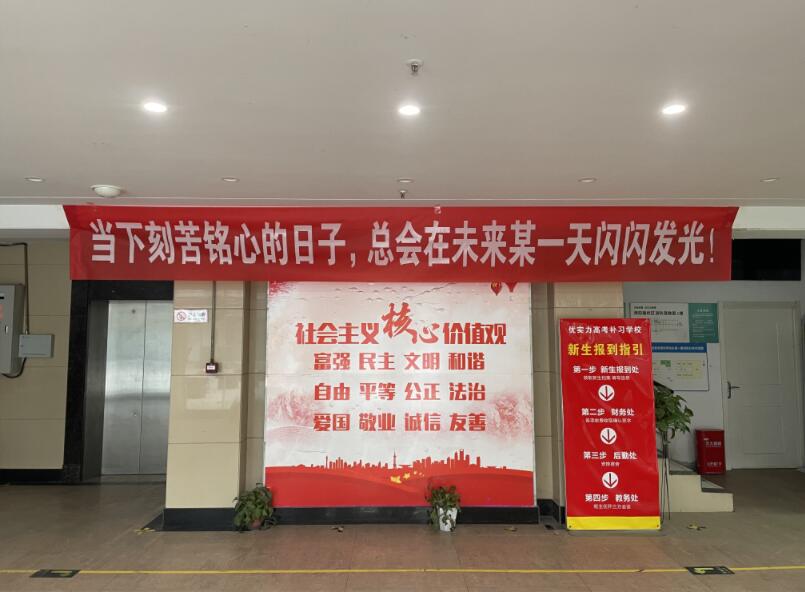 当下刻苦铭心的日子，总会在未来某一天闪闪发光！
社会主义核心价值观
富强 民主 文明 和谐
自由 平等 公正 法治
爱国 敬业 诚信 友善
优实力高考补习学校
新生报到指引
第一步 新生报到处
第二步 财务处
第三步 后勤处
第四步 教务处